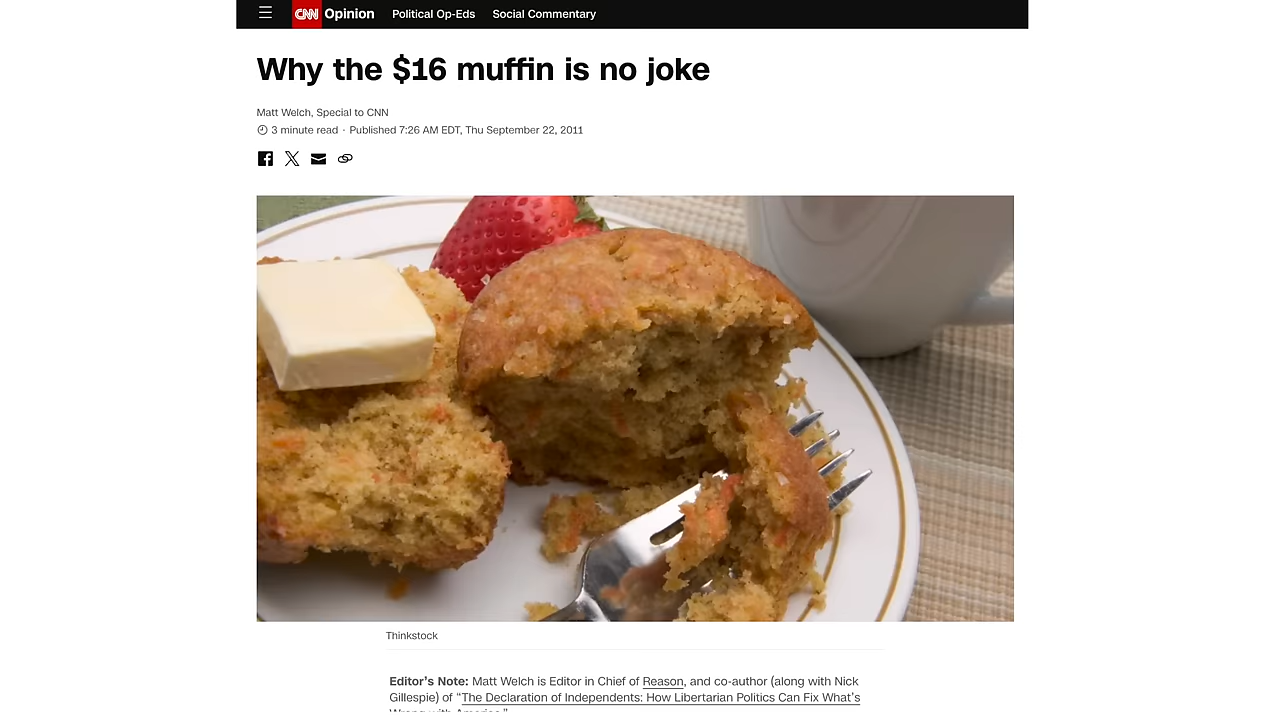 CNN Opinion Political Op-Eds Social Commentary
Why the $16 muffin is no joke
Matt Welch, Special to CNN
3 minute read · Published 7:26 AM EDT, Thu September 22, 2011
Thinkstock
Editor’s Note: Matt Welch is Editor in Chief of Reason, and co-author (along with Nick
Gillespie) of “The Declaration of Independents: How Libertarian Politics Can Fix What’s
Wrong with America.”